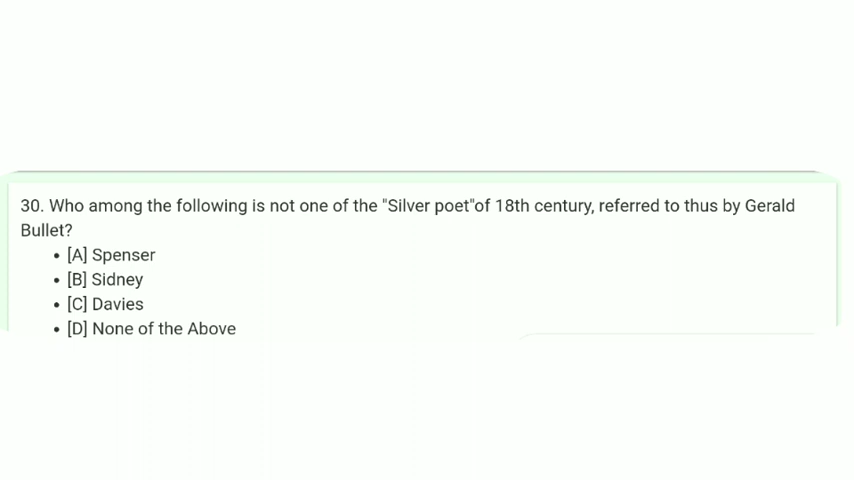 30. Who among the following is not one of the "Silver poet"of 18th century, referred to thus by Gerald
Bullet?
• [A] Spenser
• [B] Sidney
• [C] Davies
• [D] None of the Above